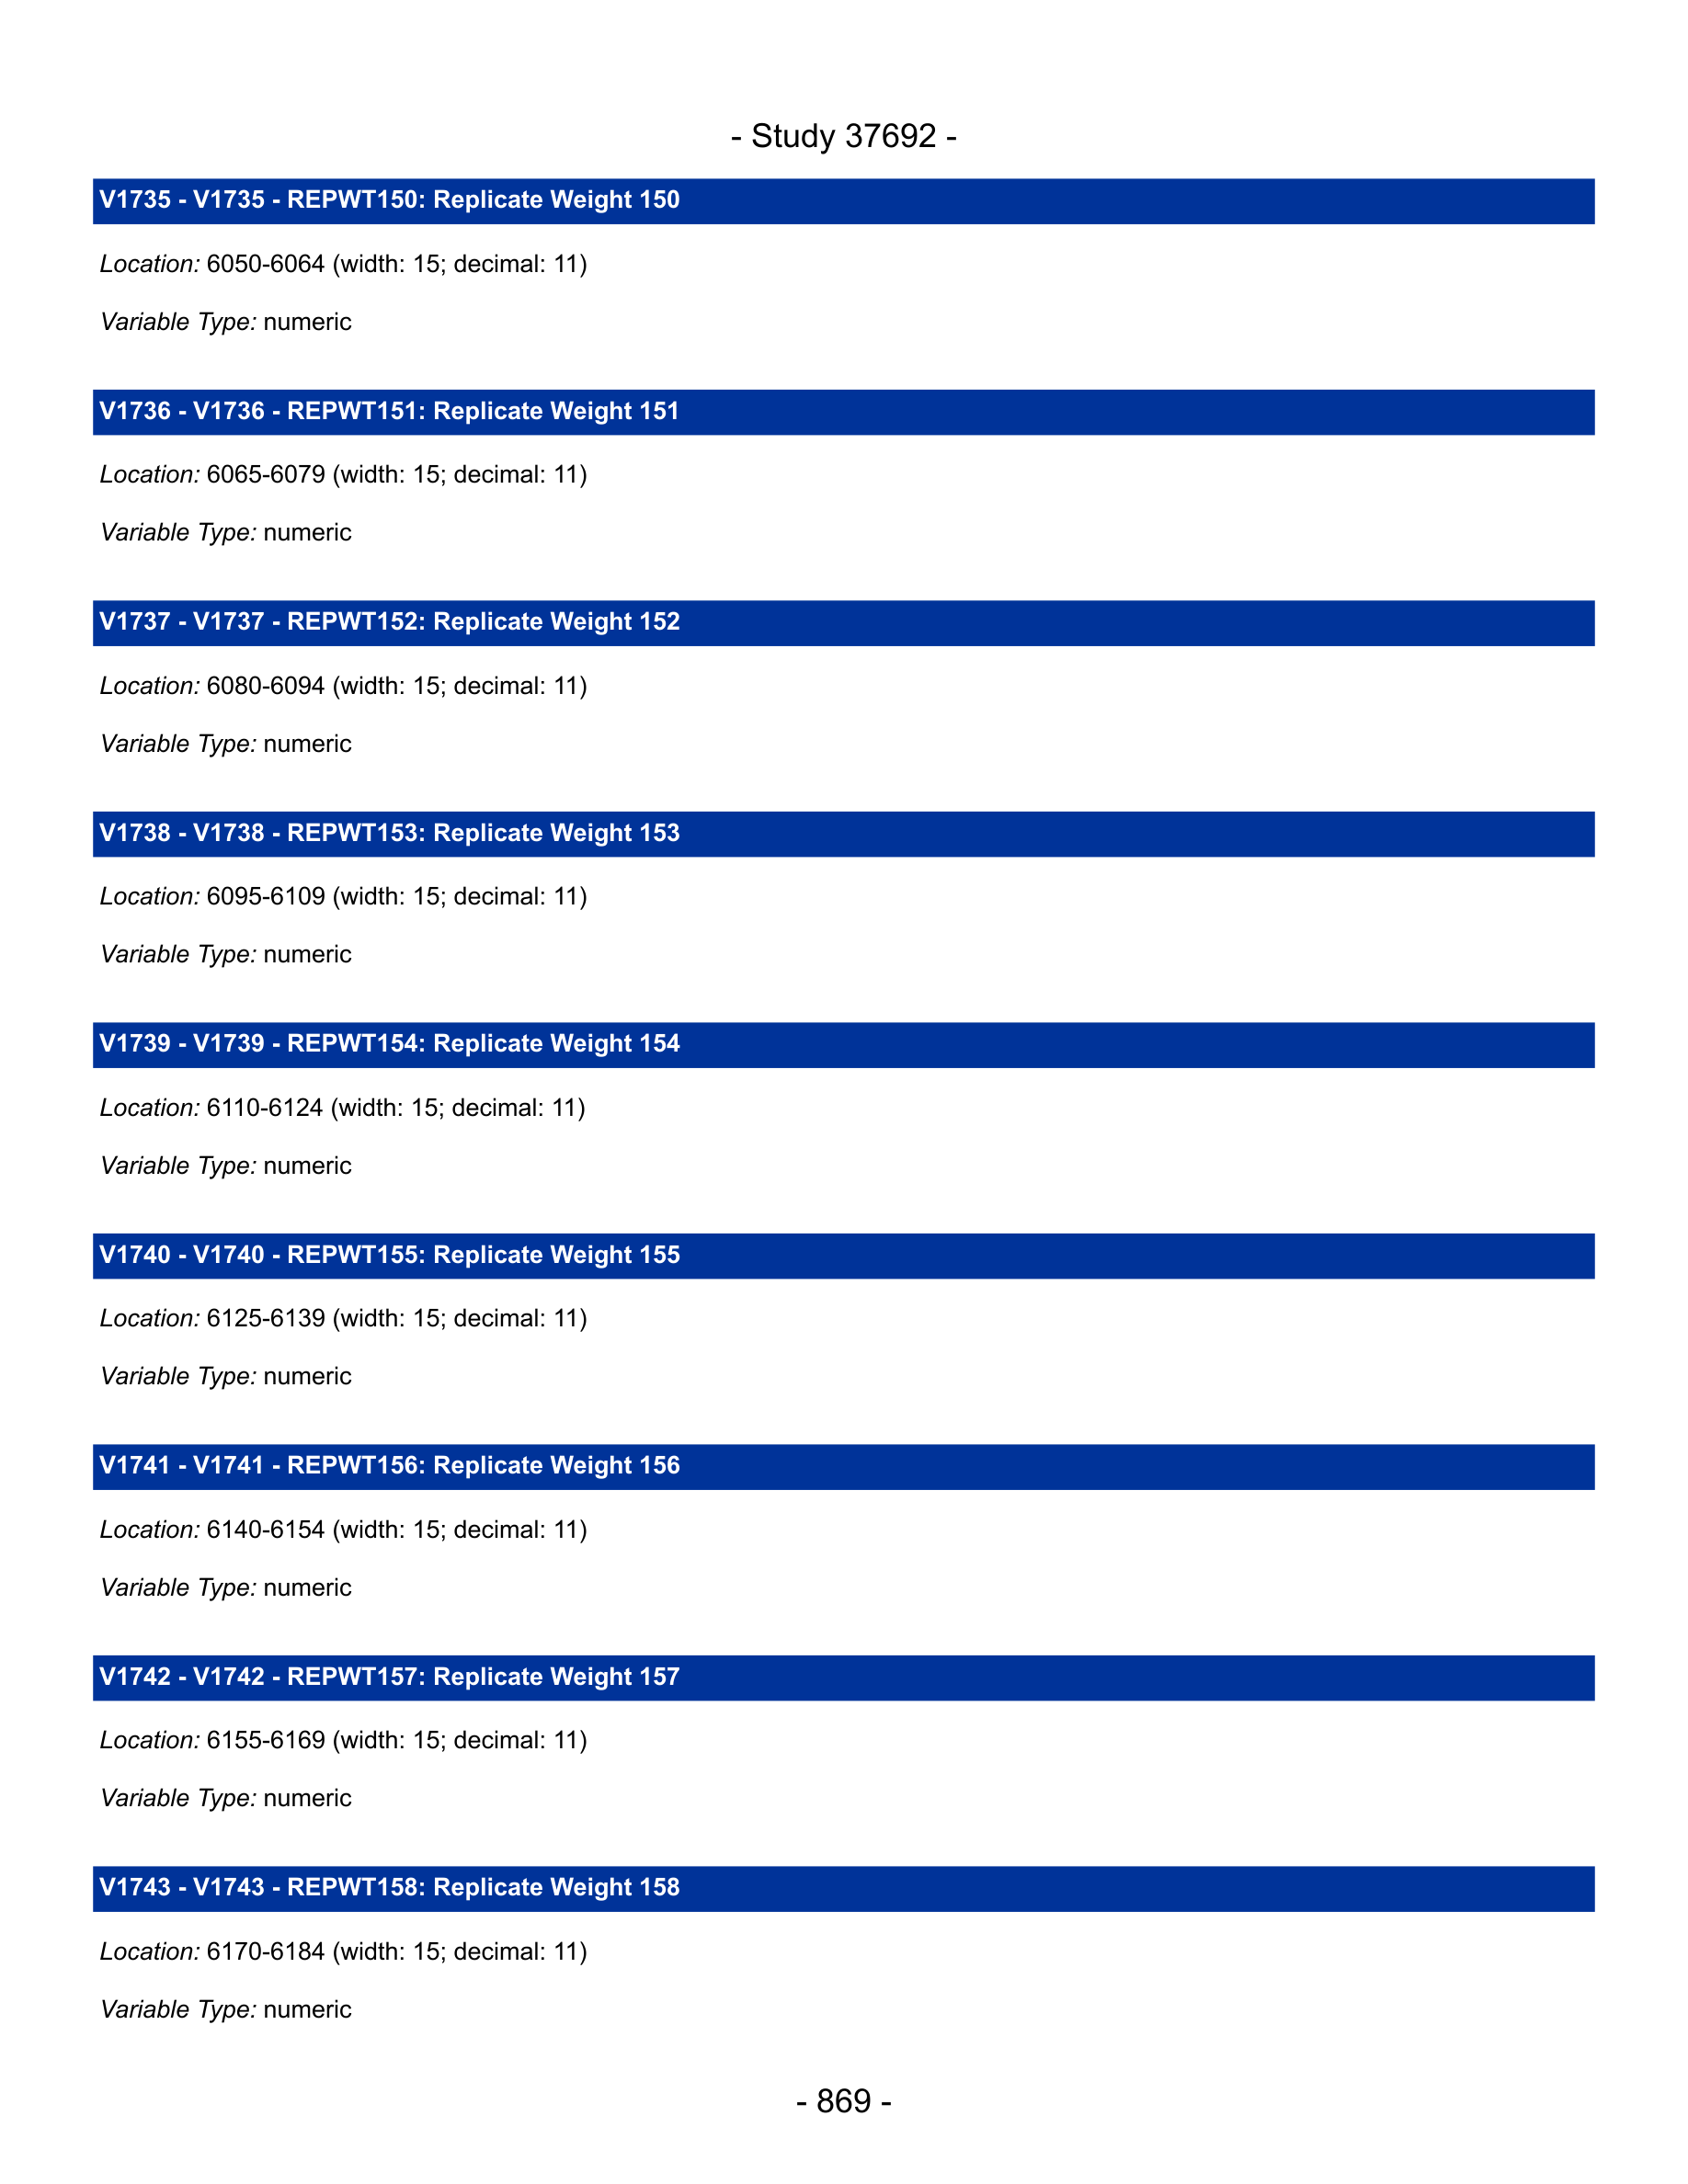 - Study 37692 -
V1735 - V1735 - REPWT150: Replicate Weight 150
Location: 6050-6064 (width: 15; decimal: 11)
Variable Type: numeric
V1736 - V1736 - REPWT151: Replicate Weight 151
Location: 6065-6079 (width: 15; decimal: 11)
Variable Type: numeric
V1737 - V1737 - REPWT152: Replicate Weight 152
Location: 6080-6094 (width: 15; decimal: 11)
Variable Type: numeric
V1738 - V1738 - REPWT153: Replicate Weight 153
Location: 6095-6109 (width: 15; decimal: 11)
Variable Type: numeric
V1739 - V1739 - REPWT154: Replicate Weight 154
Location: 6110-6124 (width: 15; decimal: 11)
Variable Type: numeric
V1740 - V1740 - REPWT155: Replicate Weight 155
Location: 6125-6139 (width: 15; decimal: 11)
Variable Type: numeric
V1741 - V1741 - REPWT156: Replicate Weight 156
Location: 6140-6154 (width: 15; decimal: 11)
Variable Type: numeric
V1742 - V1742 - REPWT157: Replicate Weight 157
Location: 6155-6169 (width: 15; decimal: 11)
Variable Type: numeric
V1743 - V1743 - REPWT158: Replicate Weight 158
Location: 6170-6184 (width: 15; decimal: 11)
Variable Type: numeric
- 869 -